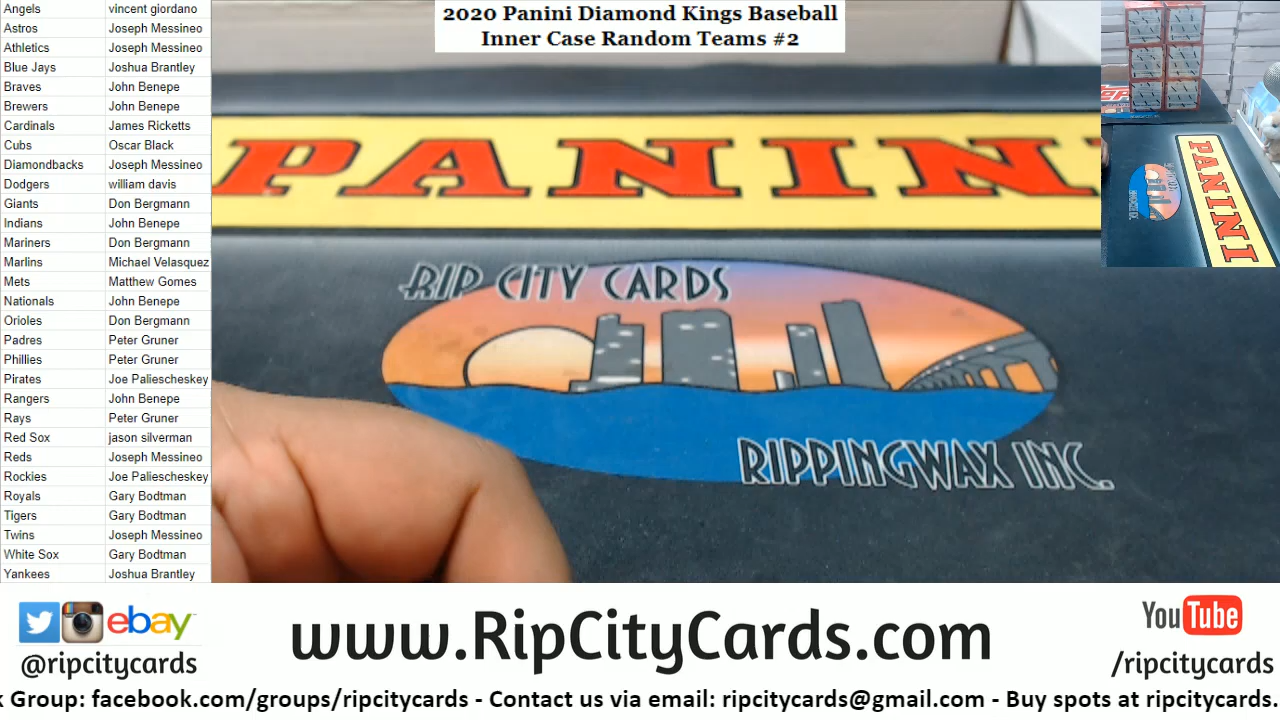 2020 Panini Diamond Kings Baseball
Inner Case Random Teams #2
Angels vincent giordano
Astros Joseph Messineo
Athletics Joseph Messineo
Blue Jays Joshua Brantley
Braves John Benepe
Brewers John Benepe
Cardinals James Ricketts
Cubs Oscar Black
Diamondbacks Joseph Messineo
Dodgers william davis
Giants Don Bergmann
Indians John Benepe
Mariners Don Bergmann
Marlins Michael Velasquez
Mets Matthew Gomes
Nationals John Benepe
Orioles Don Bergmann
Padres Peter Gruner
Phillies Peter Gruner
Pirates Joe Paliescheskey
Rangers John Benepe
Rays Peter Gruner
Red Sox jason silverman
Reds Joseph Messineo
Rockies Joe Paliescheskey
Royals Gary Bodtman
Tigers Gary Bodtman
Twins Joseph Messineo
White Sox Gary Bodtman
Yankees Joshua Brantley
PANIN
RIP CITY CARDS
RIPPINGWAX INC.
PANINI
ebay
@ripcitycards
www.RipCityCards.com
YouTube
/ripcitycards
k Group: facebook.com/groups/ripcitycards - Contact us via email: ripcitycards@gmail.com - Buy spots at ripcitycards.